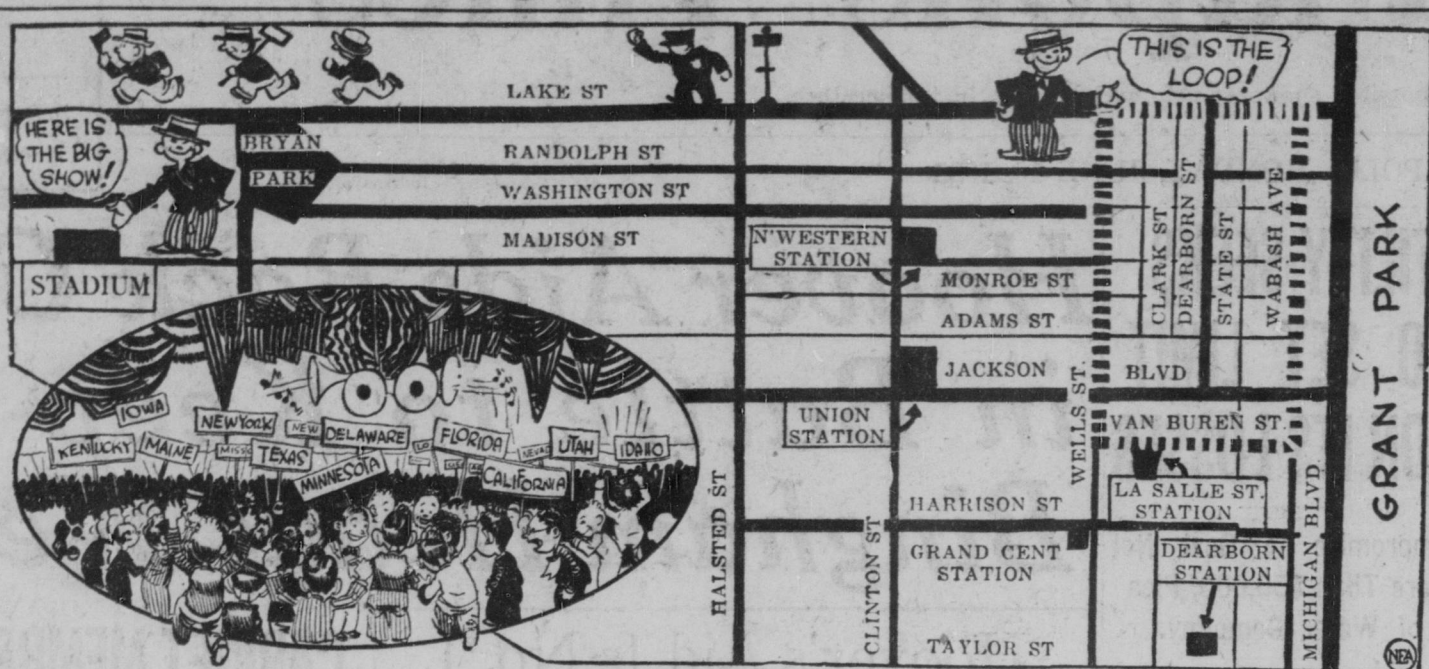 THIS IS THE
LOOP!
LAKE ST
HERE IS
THE BIG
SHOW!
BRYAN
PARK
RANDOLPH ST
WASHINGTON ST
MADISON ST
STADIUM
N'WESTERN
STATION
MONROE ST
ADAMS ST
JACKSON
BLVD
CLARK ST
DEARBORN ST
STATE ST
WABASH AVE
GRANT PARK
UNION
STATION
WELLS ST.
VAN BUREN ST.
IOWA
NEW YORK
NEW
DELAWARE
FLORIDA
UTAH
IDAHO
KENTUCKY
MAINE
TEXAS
MINNESOTA
NEVADA
CALIFORNIA
HALSTED ST
CLINTON ST
HARRISON ST
LA SALLE ST.
STATION
GRAND CENT
STATION
DEARBORN
STATION
MICHIGAN BLVD
TAYLOR ST
NEA